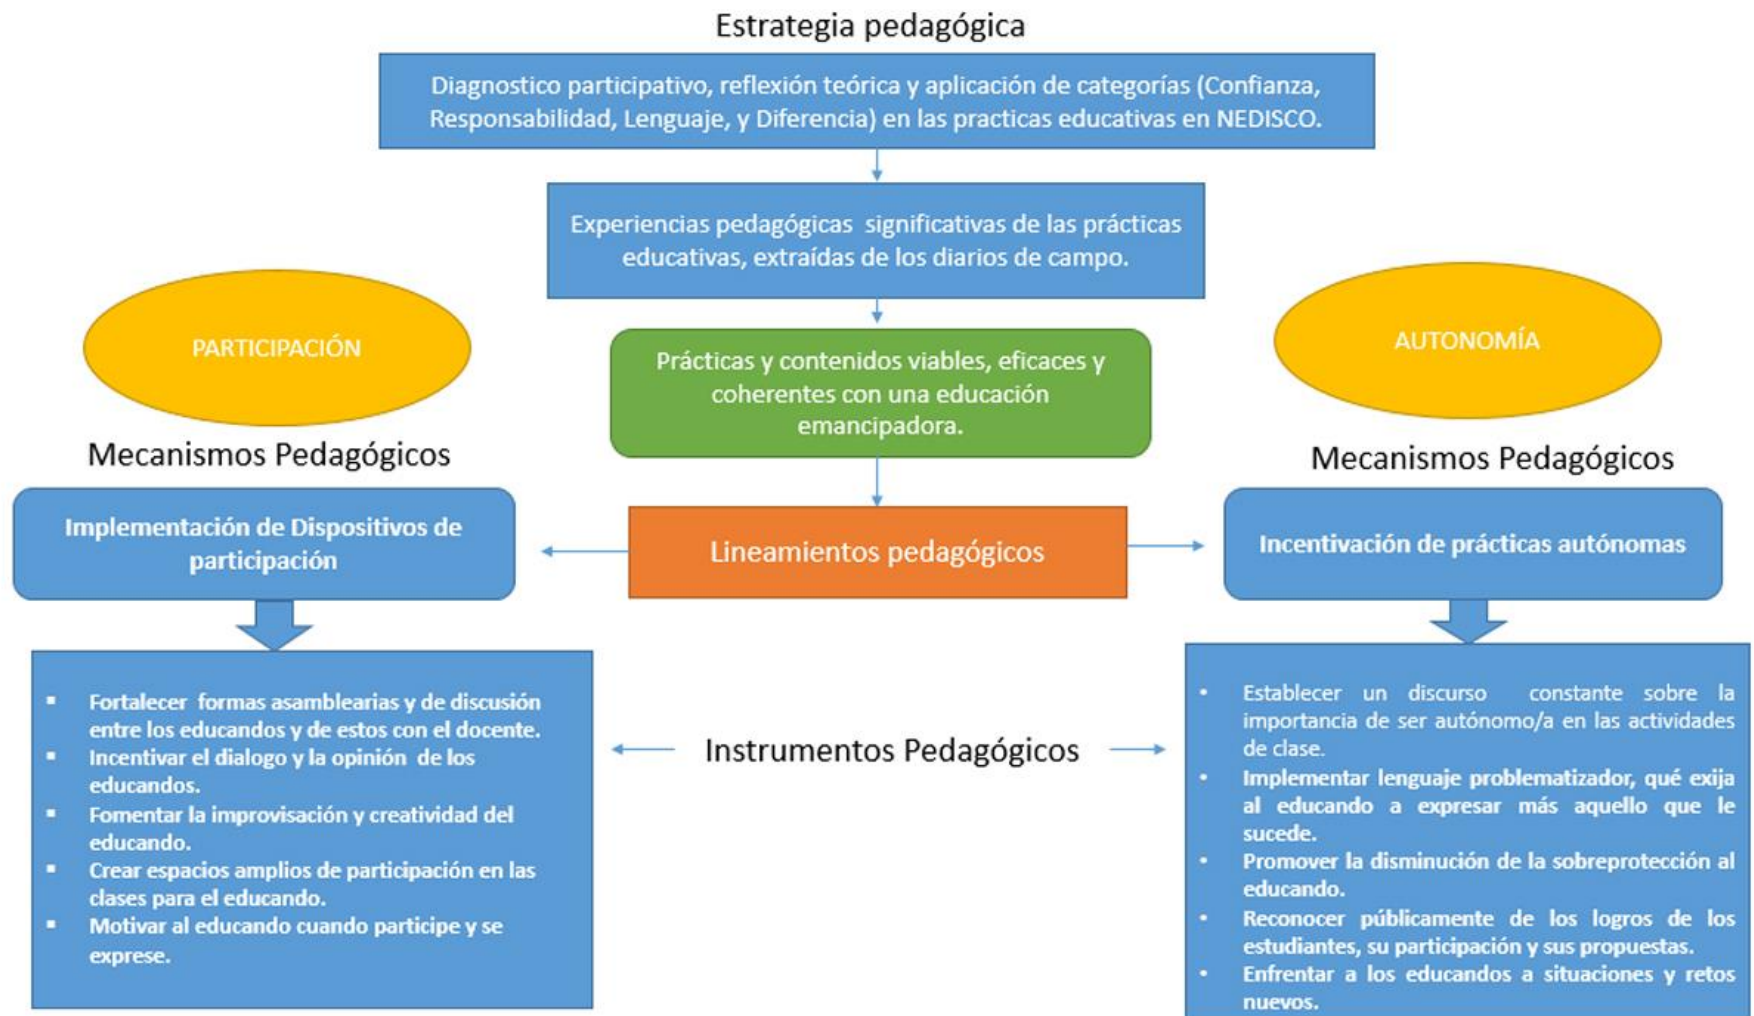 Estrategia pedagógica
Diagnostico participativo, reflexión teórica y aplicación de categorías (Confianza,
Responsabilidad, Lenguaje, y Diferencia) en las practicas educativas en NEDISCO.
Experiencias pedagógicas significativas de las prácticas
educativas, extraídas de los diarios de campo.
PARTICIPACIÓN
Prácticas y contenidos viables, eficaces y
coherentes con una educación
emancipadora.
AUTONOMÍA
Mecanismos Pedagógicos
Mecanismos Pedagógicos
Implementación de Dispositivos de
participación
Lineamientos pedagógicos
Incentivación de prácticas autónomas
▪ Fortalecer formas asamblearias y de discusión
entre los educandos y de estos con el docente.
▪ Incentivar el dialogo y la opinión de los
educandos.
▪ Fomentar la improvisación y creatividad del
educando.
▪ Crear espacios amplios de participación en las
clases para el educando.
▪ Motivar al educando cuando participe y se
exprese.
Instrumentos Pedagógicos
• Establecer un discurso constante sobre la
importancia de ser autónomo/a en las actividades
de clase.
• Implementar lenguaje problematizador, qué exija
al educando a expresar más aquello que le
sucede.
• Promover la disminución de la sobreprotección al
educando.
• Reconocer públicamente de los logros de los
estudiantes, su participación y sus propuestas.
• Enfrentar a los educandos a situaciones y retos
nuevos.